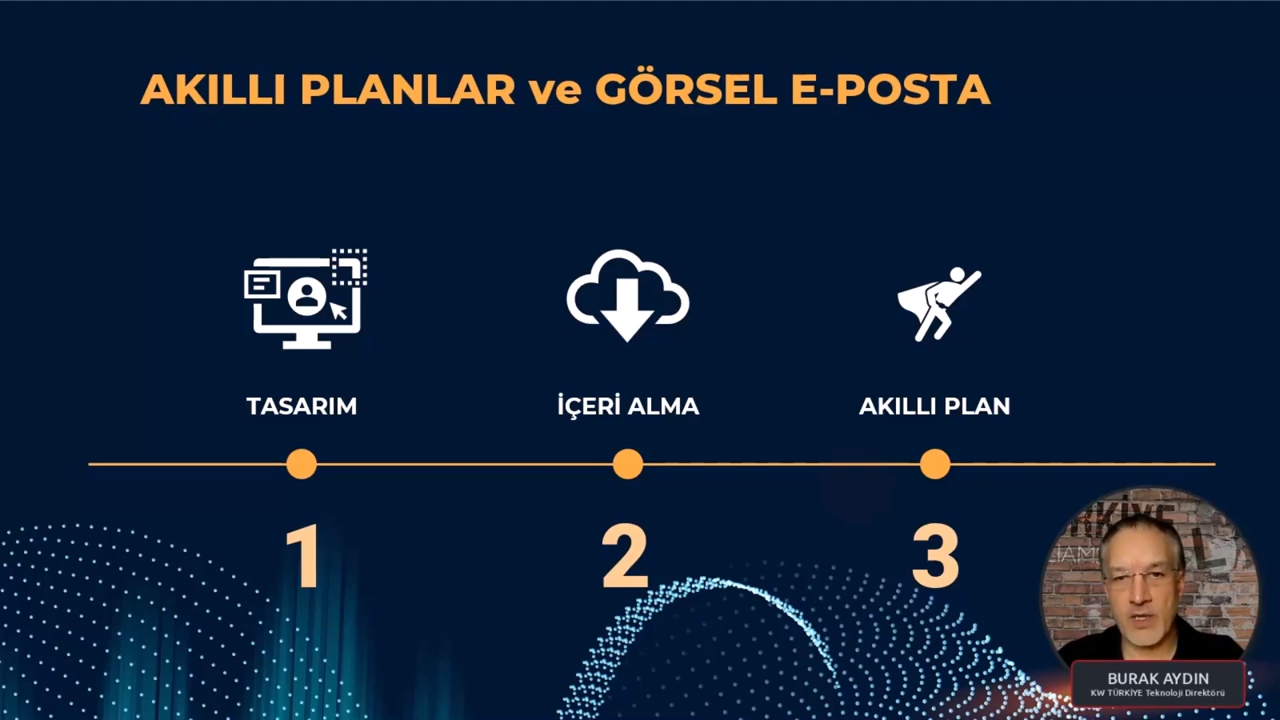 AKILLI PLANLAR ve GÖRSEL E-POSTA
TASARIM
İÇERİ ALMA
AKILLI PLAN
1
2
3
BURAK AYDIN
KW TÜRKİYE Teknoloji Direktörü